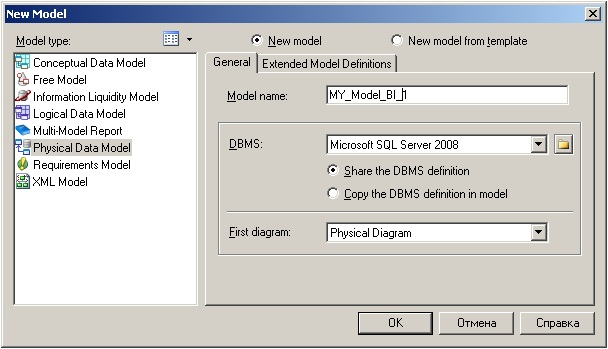 New Model
Model type:
New model
New model from template
Conceptual Data Model
Free Model
Information Liquidity Model
Logical Data Model
Multi-Model Report
Physical Data Model
Requirements Model
XML Model
General
Extended Model Definitions
Model name:
MY_Model_BI_1
DBMS:
Microsoft SQL Server 2008
Share the DBMS definition
Copy the DBMS definition in model
First diagram:
Physical Diagram
OK
Отмена
Справка